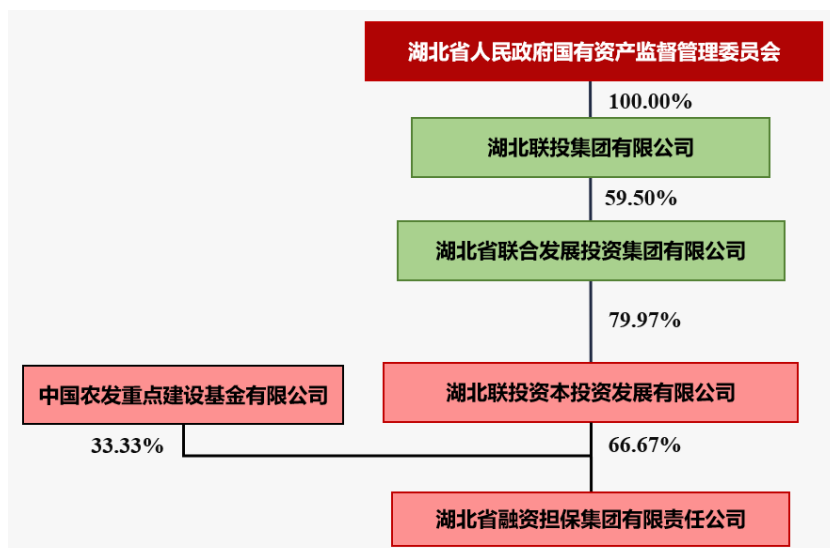 湖北省人民政府国有资产监督管理委员会
100.00%
湖北联投集团有限公司
59.50%
湖北省联合发展投资集团有限公司
79.97%
中国农发重点建设基金有限公司
湖北联投资本投资发展有限公司
33.33%
66.67%
湖北省融资担保集团有限责任公司